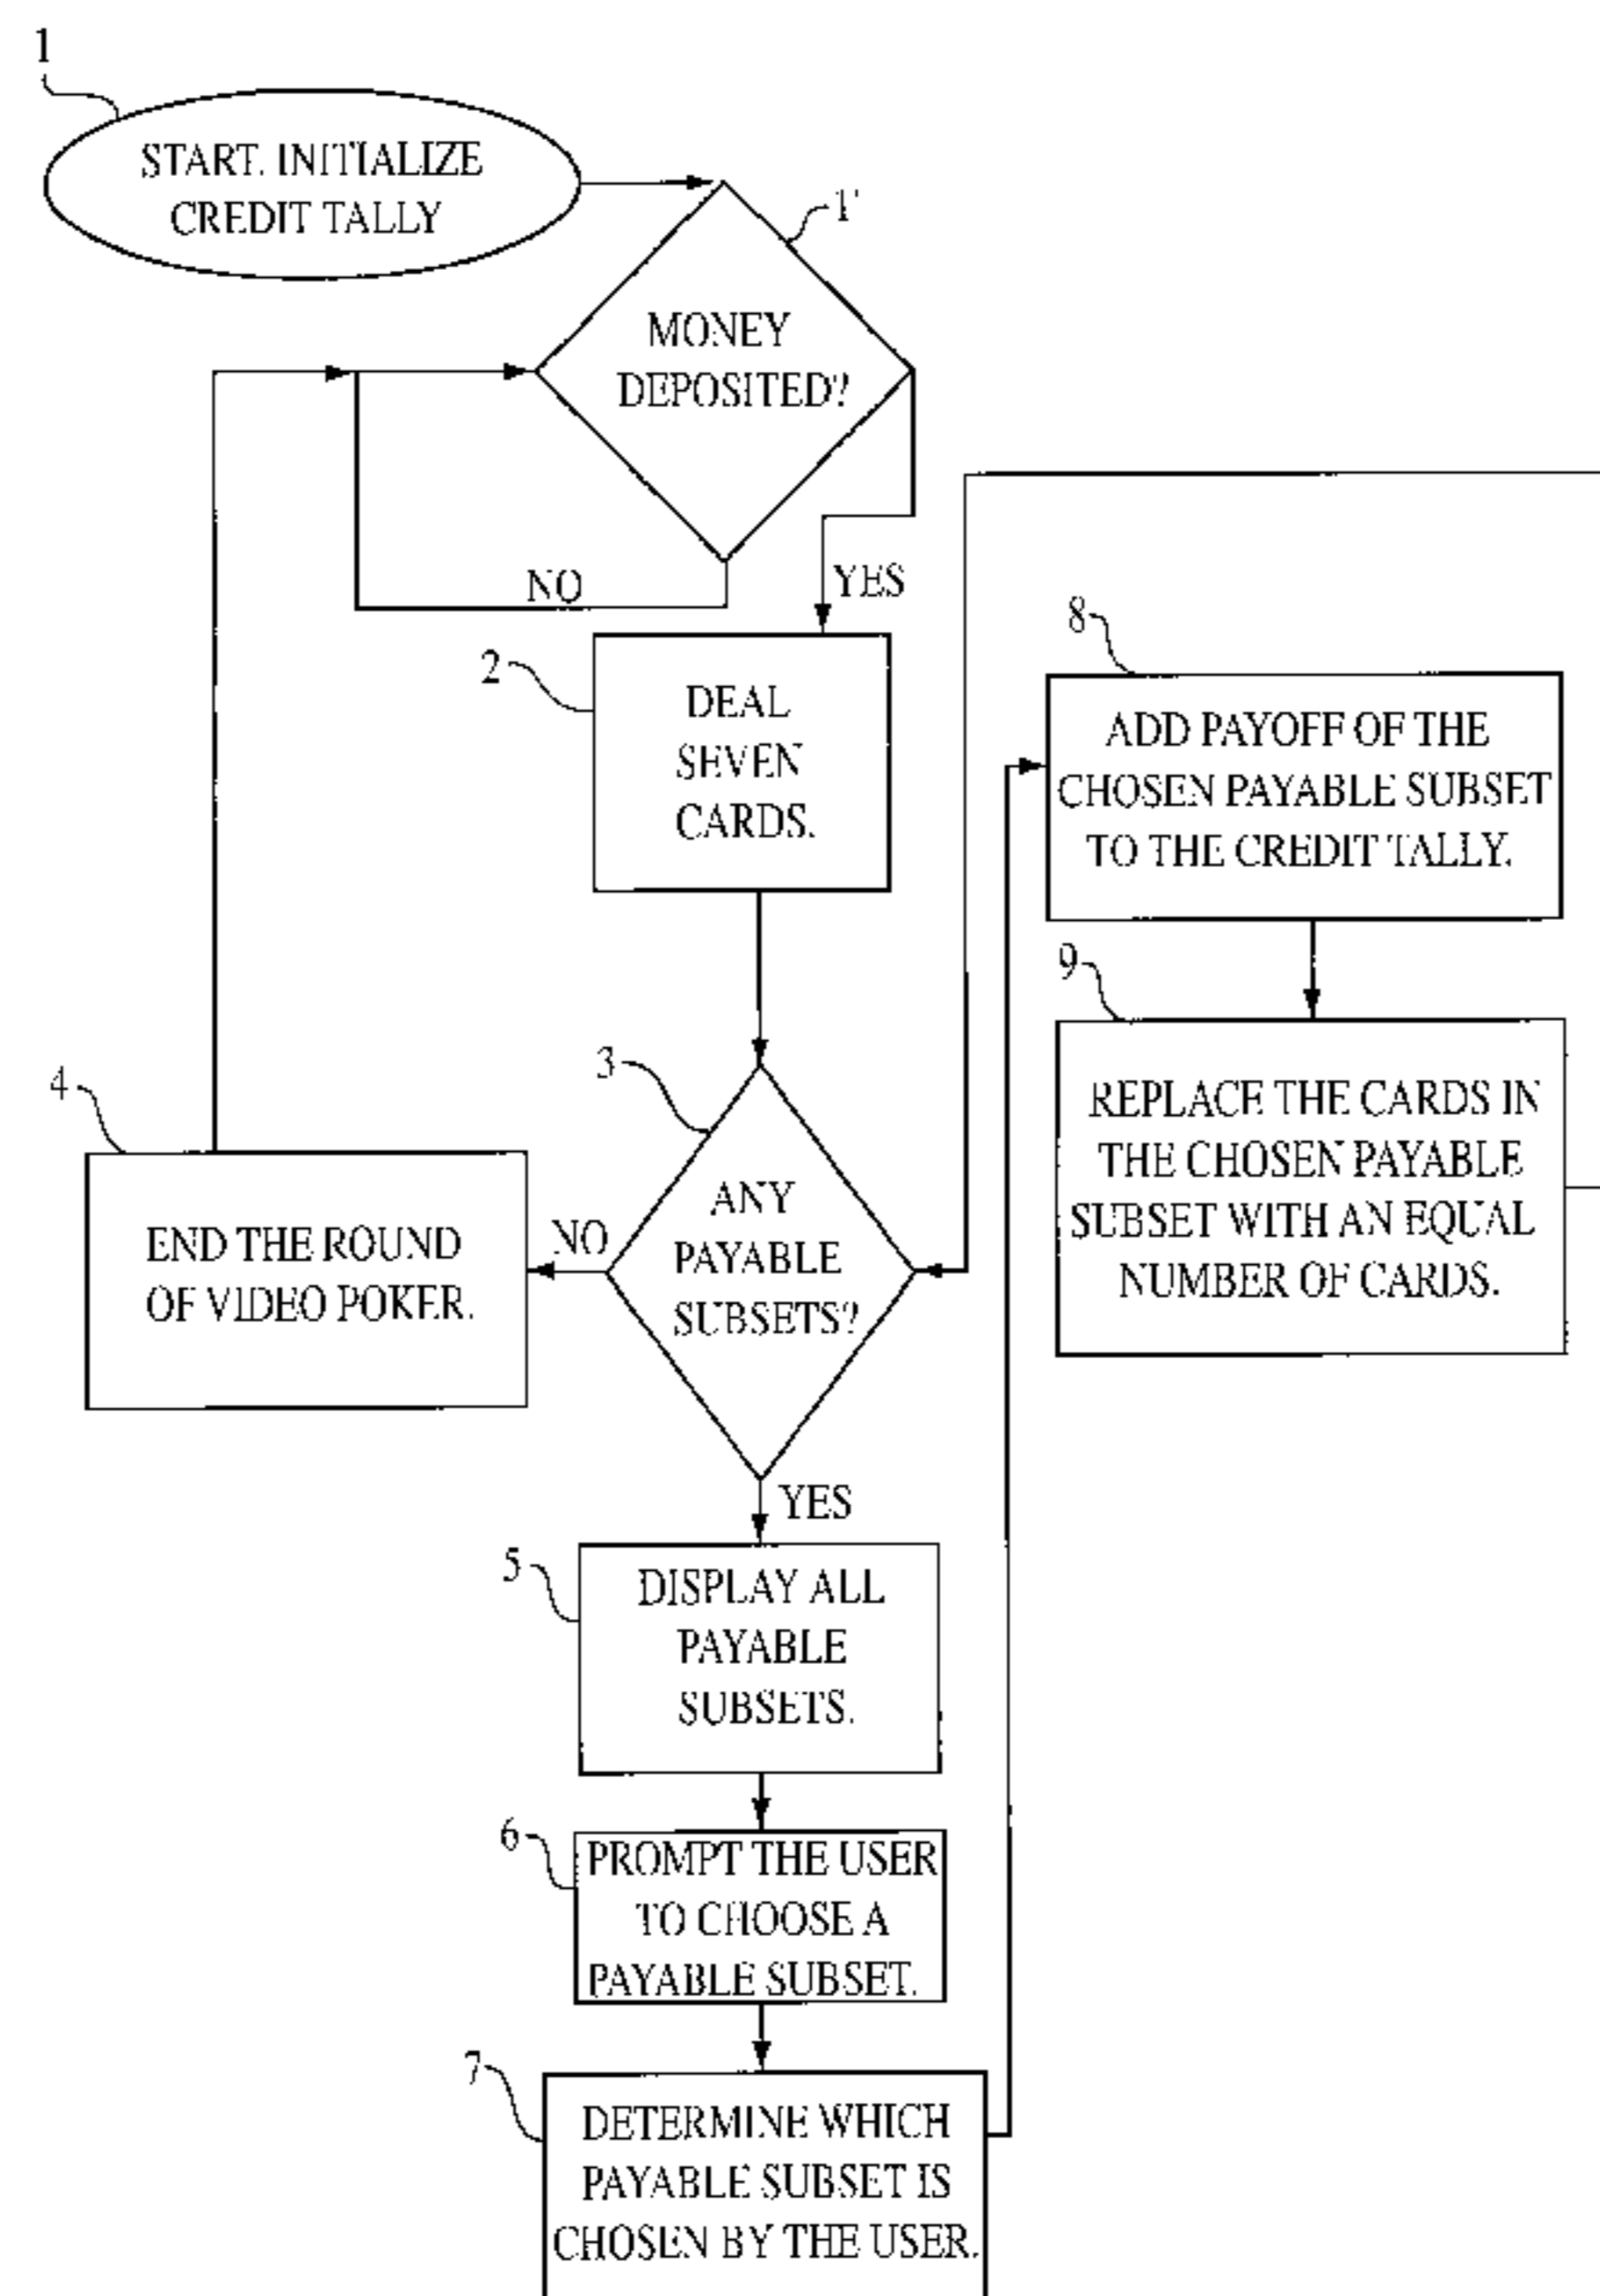 1
START. INITIALIZE
CREDIT TALLY
1'
MONEY
DEPOSITED?
NO
YES
2
DEAL
SEVEN
CARDS.
3
ANY
PAYABLE
SUBSETS?
NO
4
END THE ROUND
OF VIDEO POKER.
YES
5
DISPLAY ALL
PAYABLE
SUBSETS.
6
PROMPT THE USER
TO CHOOSE A
PAYABLE SUBSET.
7
DETERMINE WHICH
PAYABLE SUBSET IS
CHOSEN BY THE USER.
8
ADD PAYOFF OF THE
CHOSEN PAYABLE SUBSET
TO THE CREDIT TALLY.
9
REPLACE THE CARDS IN
THE CHOSEN PAYABLE
SUBSET WITH AN EQUAL
NUMBER OF CARDS.